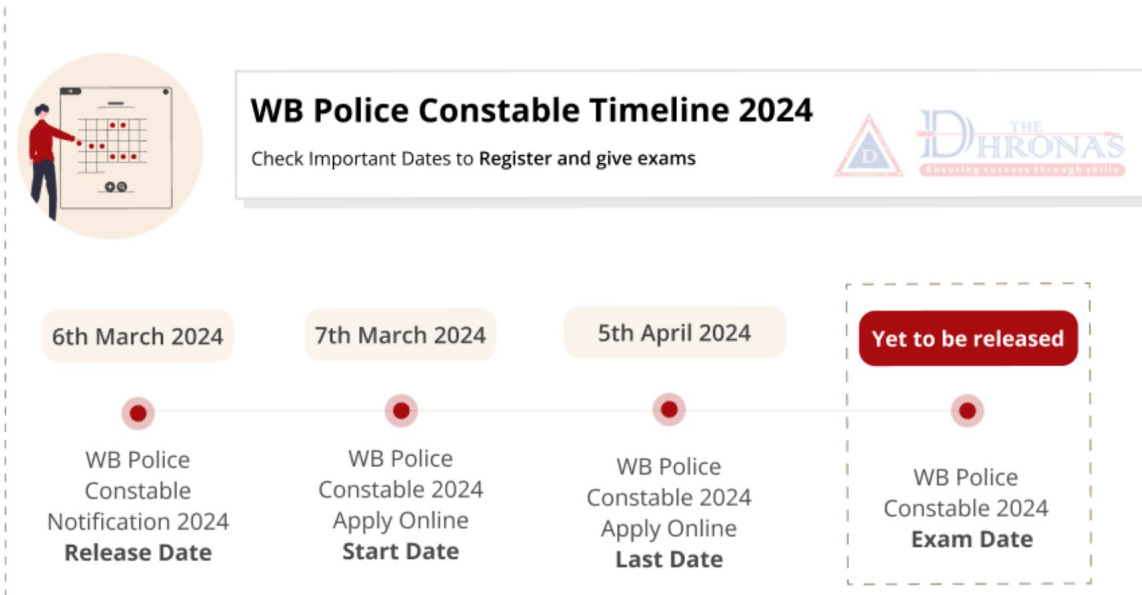 WB Police Constable Timeline 2024
Check Important Dates to Register and give exams
D
THE
DHRONAS
Ensuring success through skills
6th March 2024
WB Police
Constable
Notification 2024
Release Date
7th March 2024
WB Police
Constable 2024
Apply Online
Start Date
5th April 2024
WB Police
Constable 2024
Apply Online
Last Date
Yet to be released
WB Police
Constable 2024
Exam Date